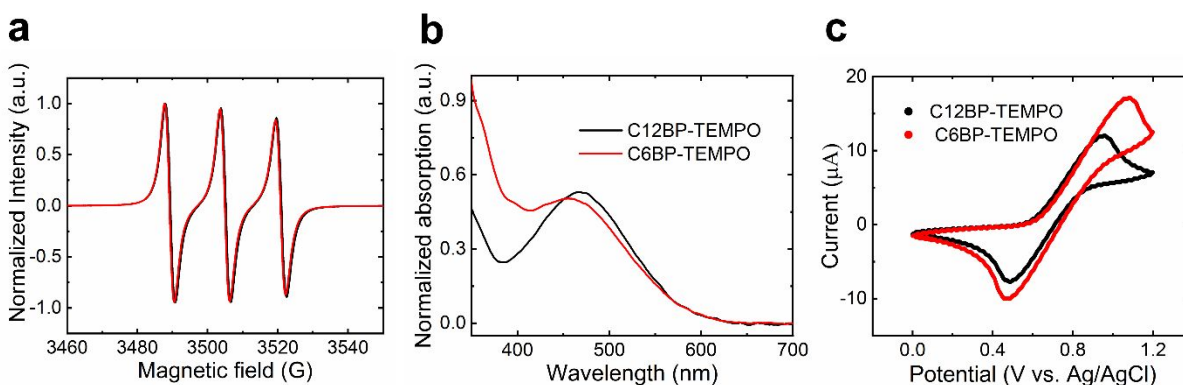 a
Normalized Intensity (a.u.)
1.0
0.5
0.0
-0.5
-1.0
3460 3480 3500 3520 3540
Magnetic field (G)
b
Normalized absorption (a.u.)
0.9
0.6
0.3
0.0
C12BP-TEMPO
C6BP-TEMPO
400 500 600 700
Wavelength (nm)
c
Current (μA)
20
10
0
-10
C12BP-TEMPO
C6BP-TEMPO
0.0 0.4 0.8 1.2
Potential (V vs. Ag/AgCl)